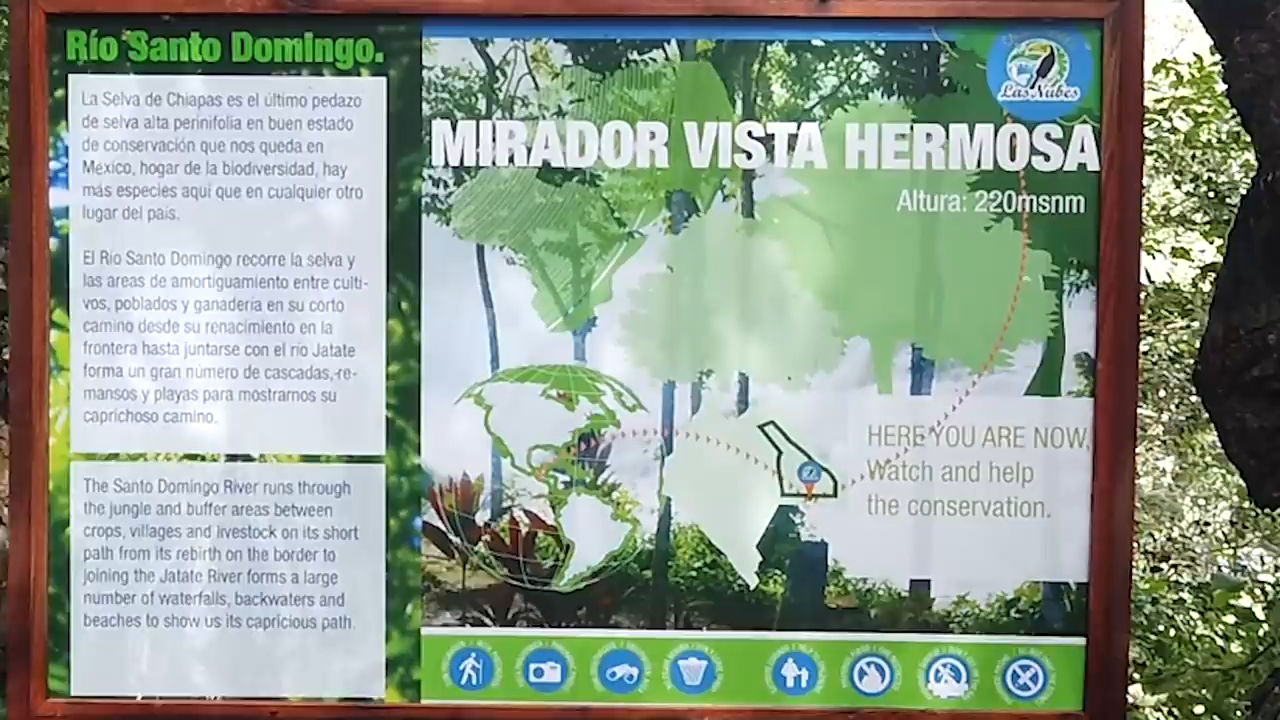 Río Santo Domingo.
La Selva de Chiapas es el último pedazo
de selva alta perinifolia en buen estado
de conservación que nos queda en
México, hogar de la biodiversidad, hay
más especies aquí que en cualquier otro
lugar del país.
El Río Santo Domingo recorre la selva y
las areas de amortiguamiento entre culti-
vos, poblados y ganadería en su corto
camino desde su renacimiento en la
frontera hasta juntarse con el río Jatate
forma un gran número de cascadas, re-
mansos y playas para mostrarnos su
caprichoso camino.
The Santo Domingo River runs through
the jungle and buffer areas between
crops, villages and livestock on its short
path from its rebirth on the border to
joining the Jatate River forms a large
number of waterfalls, backwaters and
beaches to show us its capricious path.
Las Nubes
MIRADOR VISTA HERMOSA
Altura: 220msnm
HERE YOU ARE NOW.
Watch and help
the conservation.